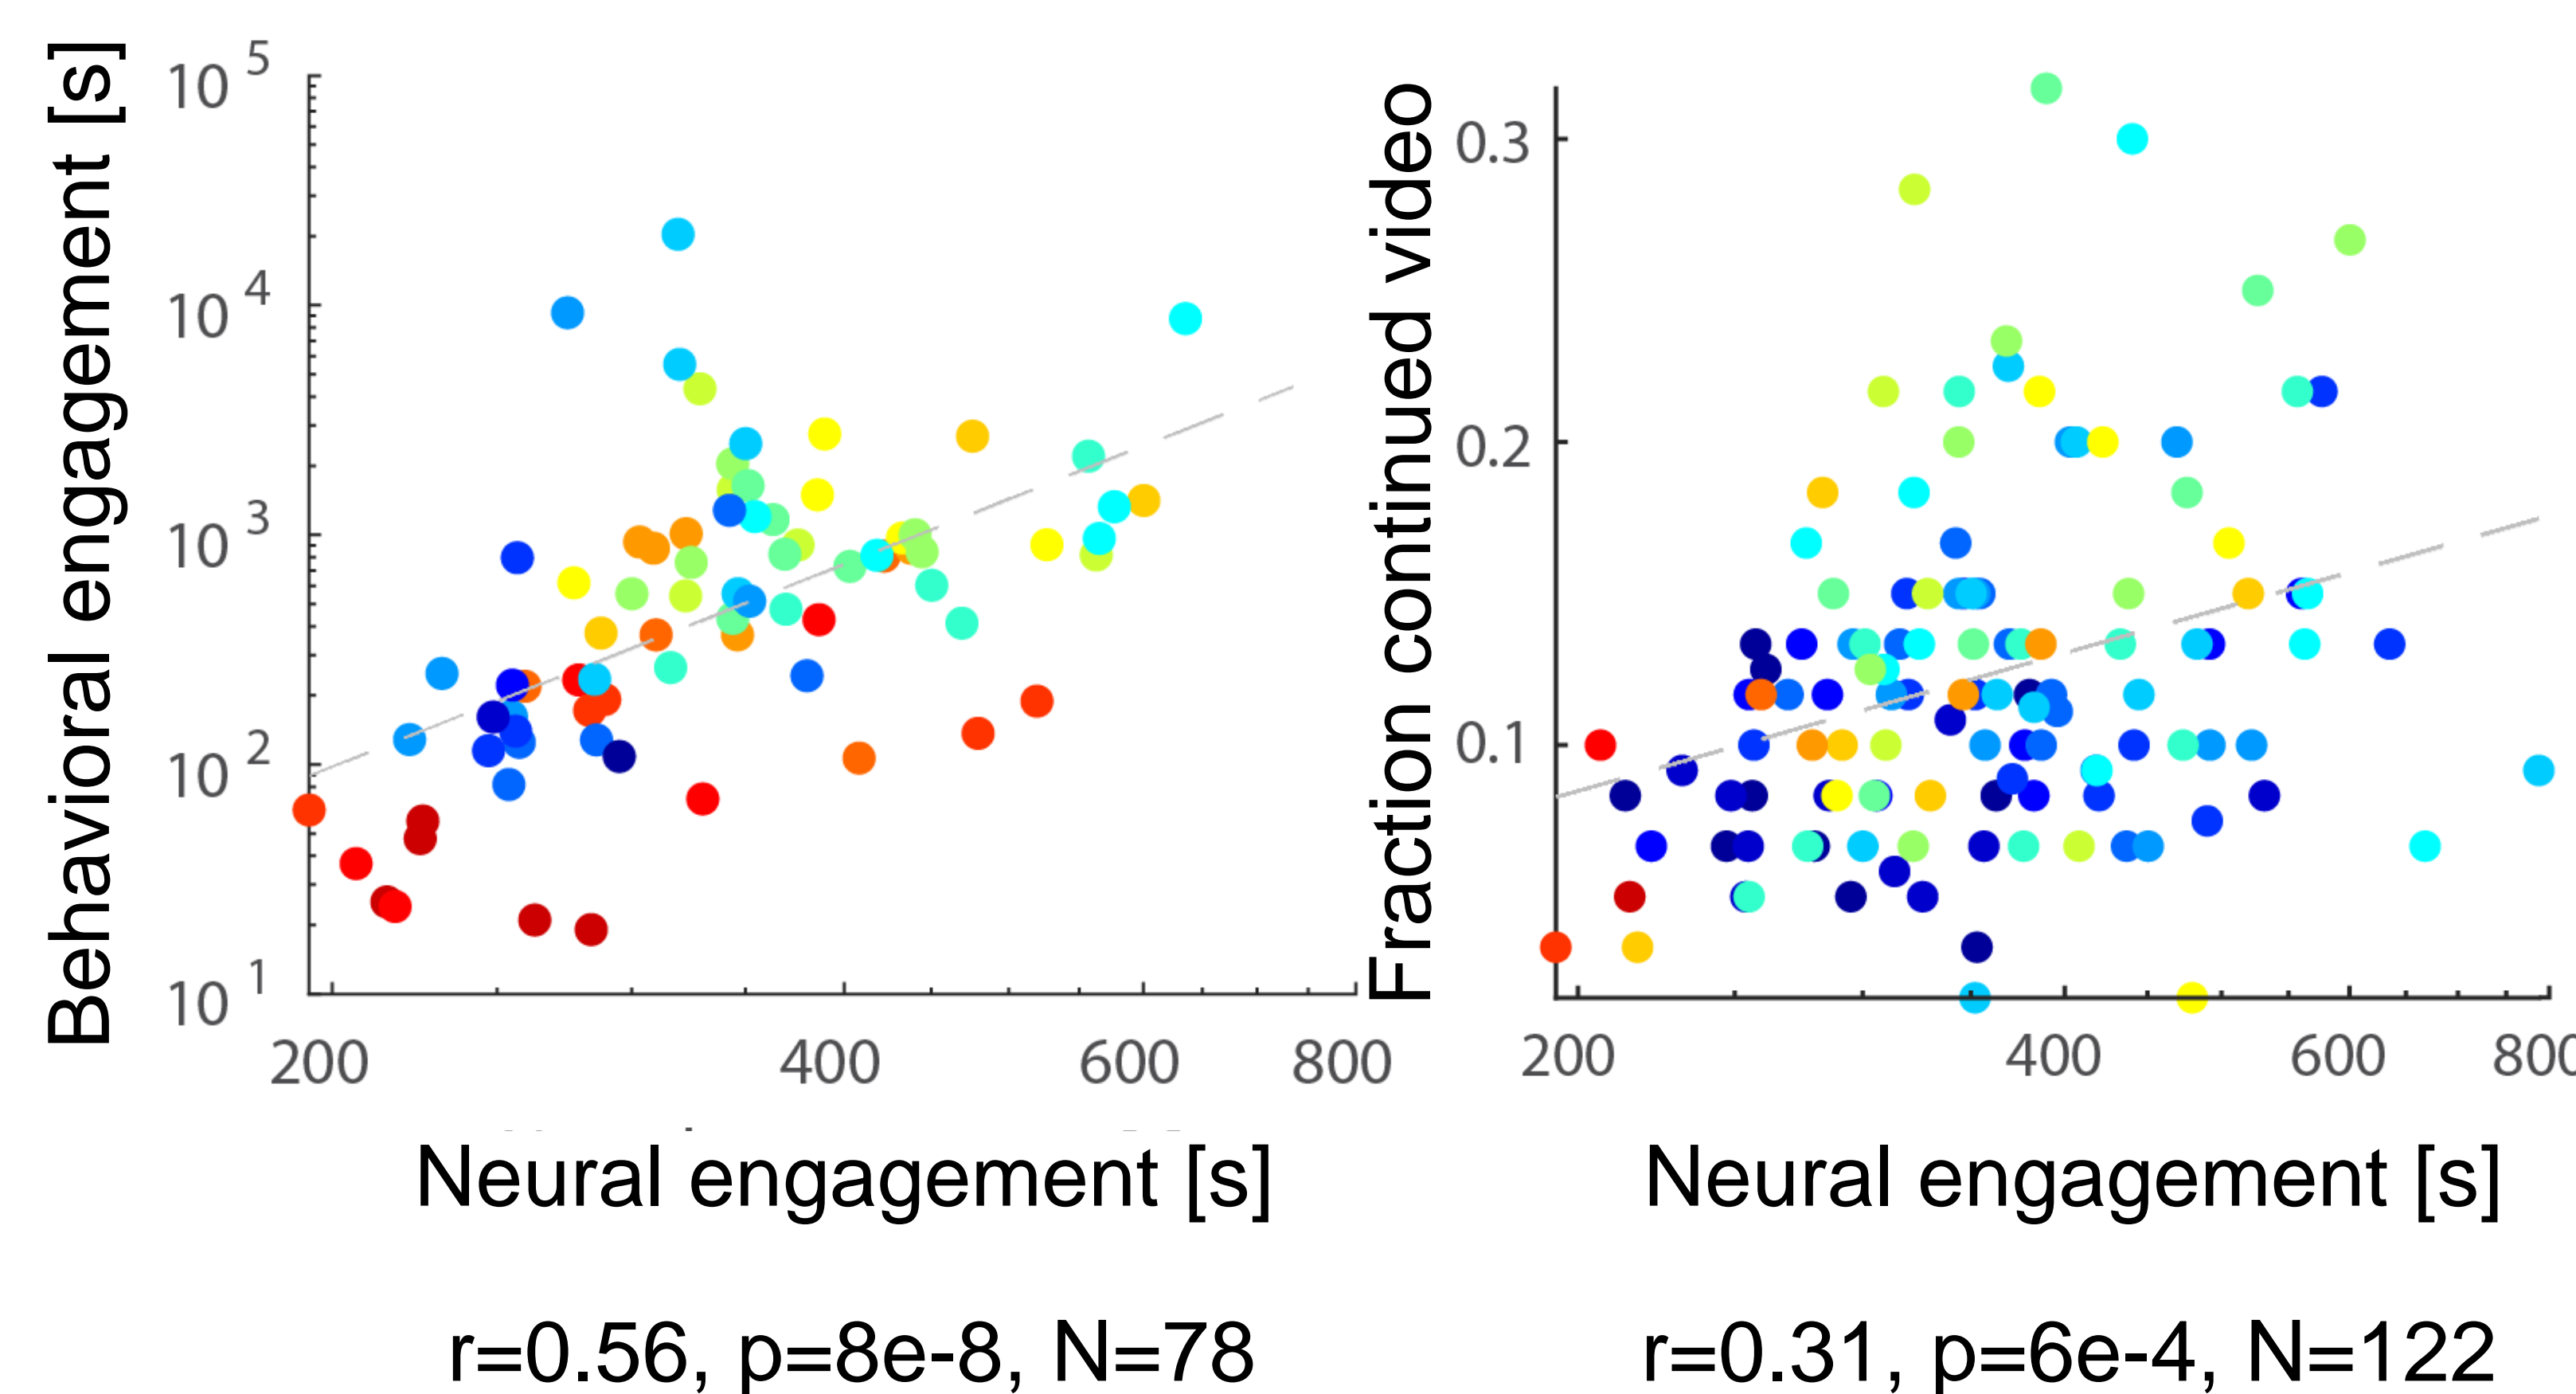 Behavioral engagement [s]
10 5
10 4
10 3
10 2
10 1
200 400 600 800
Neural engagement [s]
r=0.56, p=8e-8, N=78
Fraction continued video
0.3
0.2
0.1
200 400 600 800
Neural engagement [s]
r=0.31, p=6e-4, N=122